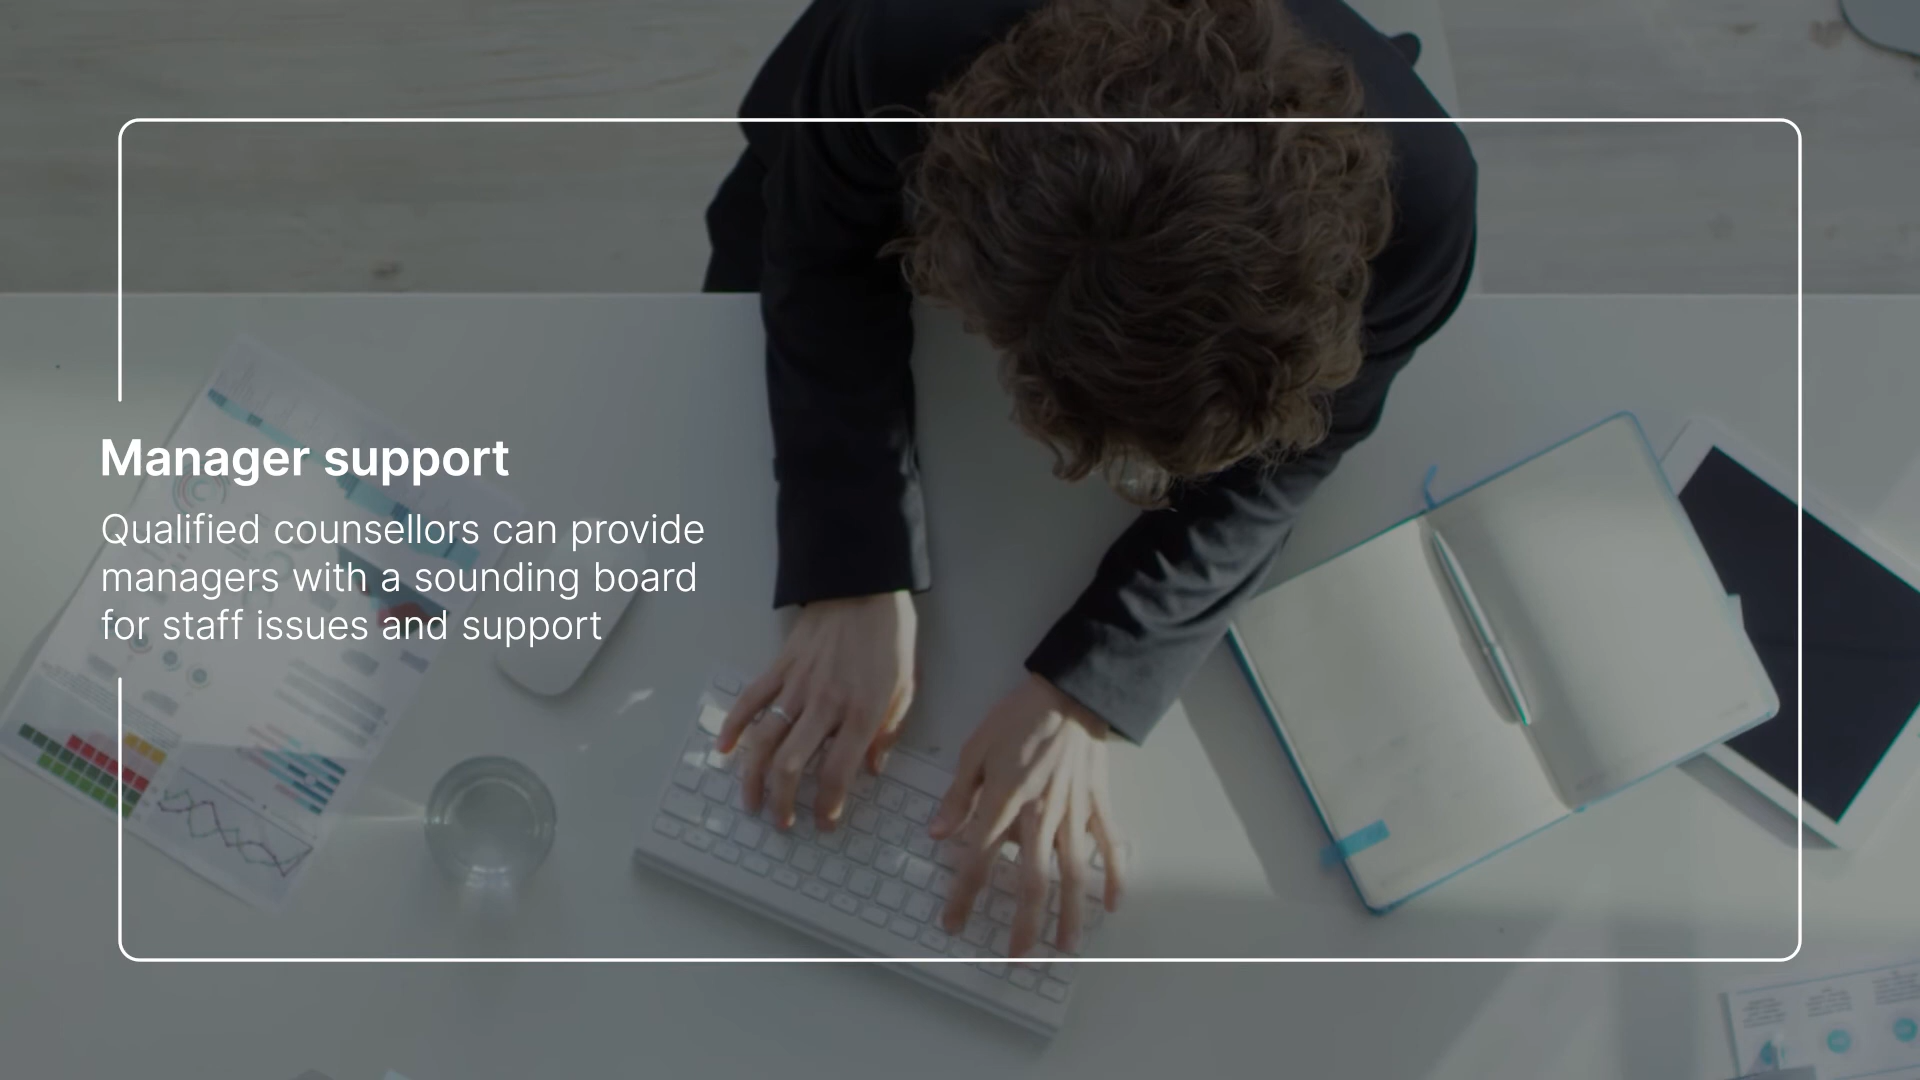 Manager support
Qualified counsellors can provide
managers with a sounding board
for staff issues and support